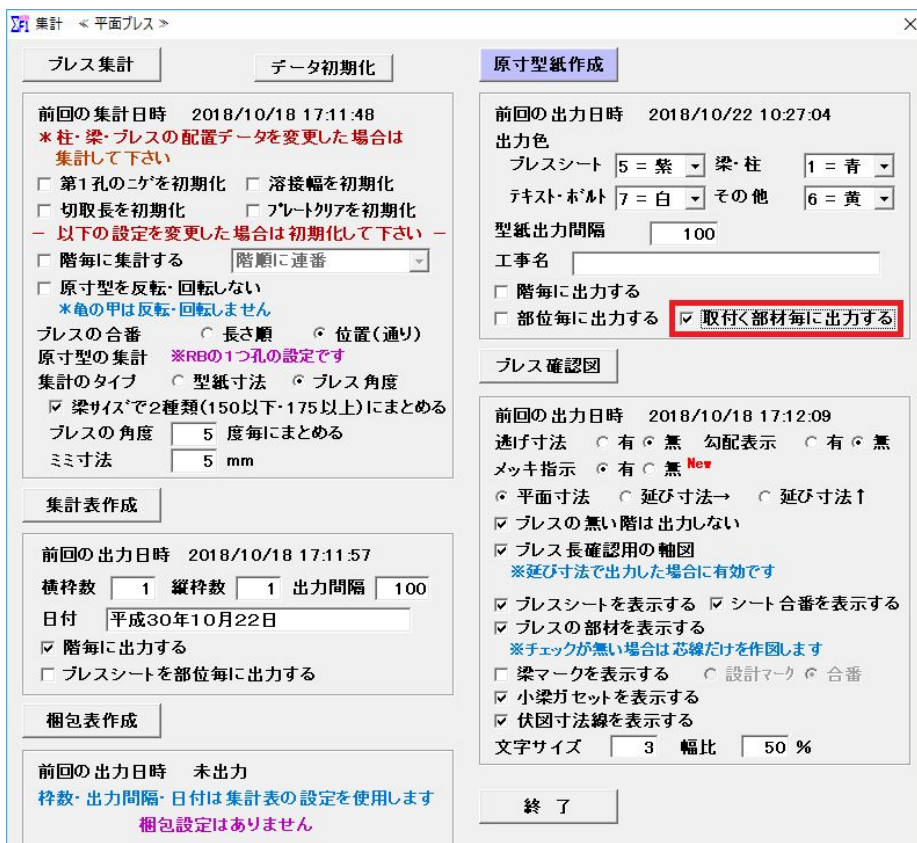 集計 ≪平面ブレス≫
ブレス集計 データ初期化
前回の集計日時 2018/10/18 17:11:48
＊柱・梁・ブレスの配置データを変更した場合は
集計して下さい
第1孔のニゲを初期化 溶接幅を初期化
切取長を初期化 プレートクリアを初期化
− 以下の設定を変更した場合は初期化して下さい −
階毎に集計する 階順に連番
原寸型を反転・回転しない
＊亀の甲は反転・回転しません
ブレスの合番 長さ順 位置(通り)
原寸型の集計 ※RBの1つ孔の設定です
集計のタイプ 型紙寸法 ブレス角度
梁サイズで2種類(150以下・175以上)にまとめる
ブレスの角度 5 度毎にまとめる
ミミ寸法 5 mm
集計表作成
前回の出力日時 2018/10/18 17:11:57
横枠数 1 縦枠数 1 出力間隔 100
日付 平成30年10月22日
階毎に出力する
ブレスシートを部位毎に出力する
梱包表作成
前回の出力日時 未出力
枠数・出力間隔・日付は集計表の設定を使用します
梱包設定はありません
原寸型紙作成
前回の出力日時 2018/10/22 10:27:04
出力色
ブレスシート 5 = 紫 梁・柱 1 = 青
テキスト・ボルト 7 = 白 その他 6 = 黄
型紙出力間隔 100
工事名
階毎に出力する
部位毎に出力する 取付く部材毎に出力する
ブレス確認図
前回の出力日時 2018/10/18 17:12:09
逃げ寸法 有 無 勾配表示 有 無
メッキ指示 有 無 New
平面寸法 延び寸法→ 延び寸法↑
ブレスの無い階は出力しない
ブレス長確認用の軸図
※延び寸法で出力した場合に有効です
ブレスシートを表示する シート合番を表示する
ブレスの部材を表示する
※チェックが無い場合は芯線だけを作図します
梁マークを表示する 設計マーク 合番
小梁ガセットを表示する
伏図寸法線を表示する
文字サイズ 3 幅比 50 %
終 了